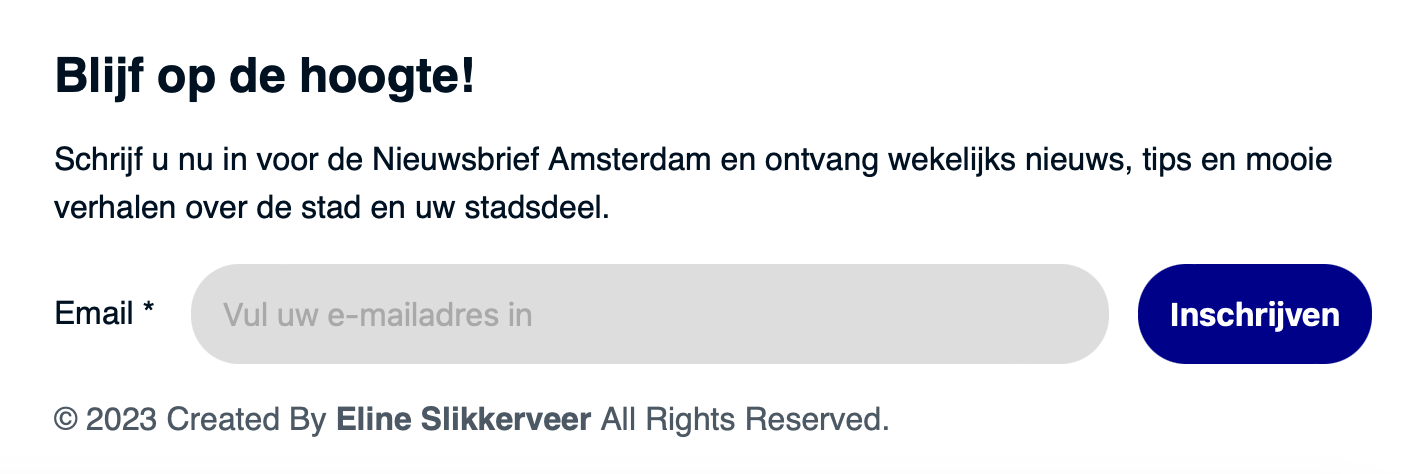 Blijf op de hoogte!
Schrijf u nu in voor de Nieuwsbrief Amsterdam en ontvang wekelijks nieuws, tips en mooie
verhalen over de stad en uw stadsdeel.
Email * Vul uw e-mailadres in Inschrijven
© 2023 Created By Eline Slikkerveer All Rights Reserved.